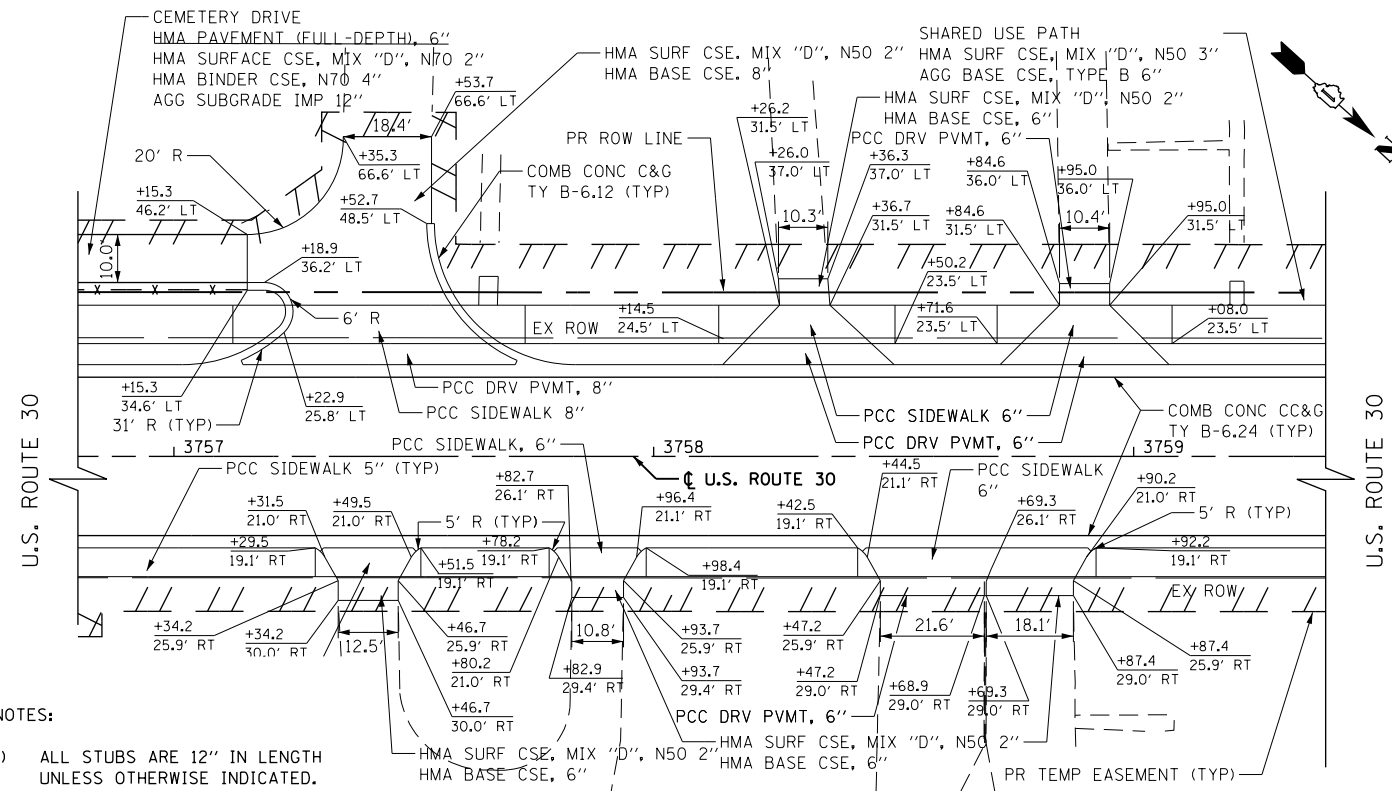 CEMETERY DRIVE
HMA PAVEMENT (FULL-DEPTH), 6''
HMA SURFACE CSE, MIX "D", N70 2''
HMA BINDER CSE, N70 4''
AGG SUBGRADE IMP 12''
+53.7
66.6' LT
HMA SURF CSE. MIX "D", N50 2''
HMA BASE CSE. 8''
SHARED USE PATH
HMA SURF CSE, MIX "D", N50 3''
AGG BASE CSE, TYPE B 6''
HMA SURF CSE, MIX "D", N50 2''
HMA BASE CSE, 6''
PCC DRV PVMT, 6''
N
18.4'
+35.3
66.6' LT
20' R
PR ROW LINE
+26.2
31.5' LT
+26.0
37.0' LT
+36.3
37.0' LT
+84.6
36.0' LT
+95.0
36.0' LT
COMB CONC C&G
TY B-6.12 (TYP)
+15.3
46.2' LT
+52.7
48.5' LT
10.3'
+36.7
31.5' LT
+84.6
31.5' LT
10.4'
+95.0
31.5' LT
10.0'
+18.9
36.2' LT
+50.2
23.5' LT
X X X
6' R
EX ROW
+14.5
24.5' LT
+71.6
23.5' LT
+08.0
23.5' LT
+15.3
34.6' LT
31' R (TYP)
+22.9
25.8' LT
PCC DRV PVMT, 8''
PCC SIDEWALK 8''
PCC SIDEWALK 6''
PCC DRV PVMT, 6''
COMB CONC CC&G
TY B-6.24 (TYP)
U.S. ROUTE 30
U.S. ROUTE 30
3757
3758
3759
PCC SIDEWALK, 6''
PCC SIDEWALK 5'' (TYP)
℄ U.S. ROUTE 30
PCC SIDEWALK
6''
+31.5
21.0' RT
+49.5
21.0' RT
+82.7
26.1' RT
+96.4
21.1' RT
+44.5
21.1' RT
+42.5
19.1' RT
+69.3
26.1' RT
+90.2
21.0' RT
5' R (TYP)
5' R (TYP)
+29.5
19.1' RT
+51.5
19.1' RT
+78.2
19.1' RT
+98.4
19.1' RT
+92.2
19.1' RT
EX ROW
+34.2
25.9' RT
+34.2
30.0' RT
12.5'
+46.7
25.9' RT
+80.2
21.0' RT
10.8'
+82.9
29.4' RT
+93.7
25.9' RT
+93.7
29.4' RT
+47.2
25.9' RT
+47.2
29.0' RT
21.6'
18.1'
+68.9
29.0' RT
+69.3
29.0' RT
+87.4
29.0' RT
+87.4
25.9' RT
+46.7
30.0' RT
PCC DRV PVMT, 6''
HMA SURF CSE, MIX "D", N50 2''
HMA BASE CSE, 6''
HMA SURF CSE, MIX "D", N50 2''
HMA BASE CSE, 6''
PR TEMP EASEMENT (TYP)
NOTES:
) ALL STUBS ARE 12'' IN LENGTH
UNLESS OTHERWISE INDICATED.